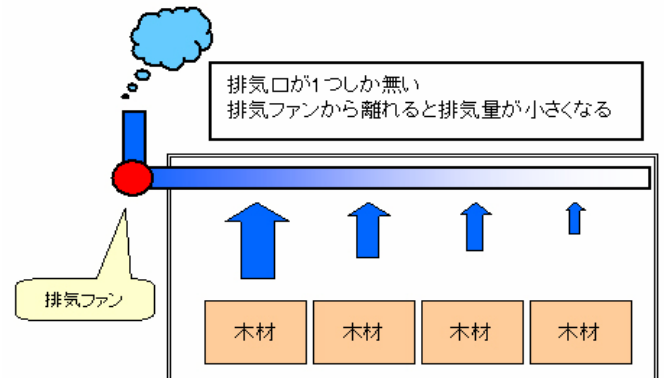 排気口が1つしか無い
排気ファンから離れると排気量が小さくなる
排気ファン
木材
木材
木材
木材